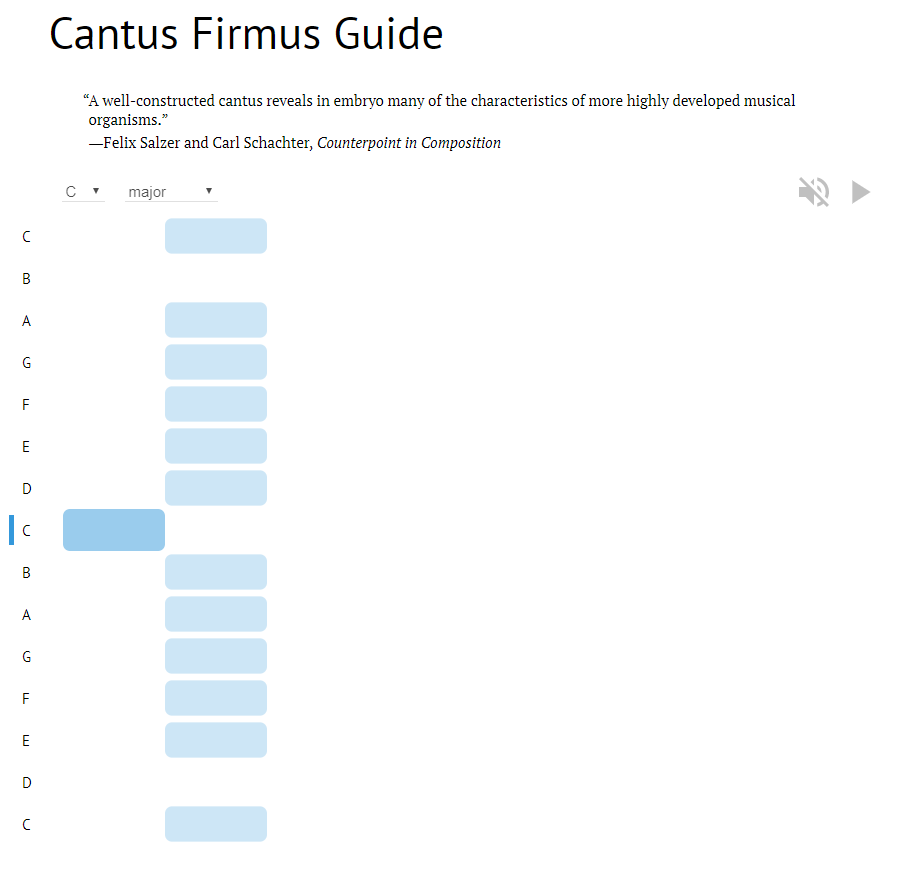 Cantus Firmus Guide
“A well-constructed cantus reveals in embryo many of the characteristics of more highly developed musical
organisms.”
—Felix Salzer and Carl Schachter, Counterpoint in Composition
C ▼ major ▼
C
B
A
G
F
E
D
C
B
A
G
F
E
D
C